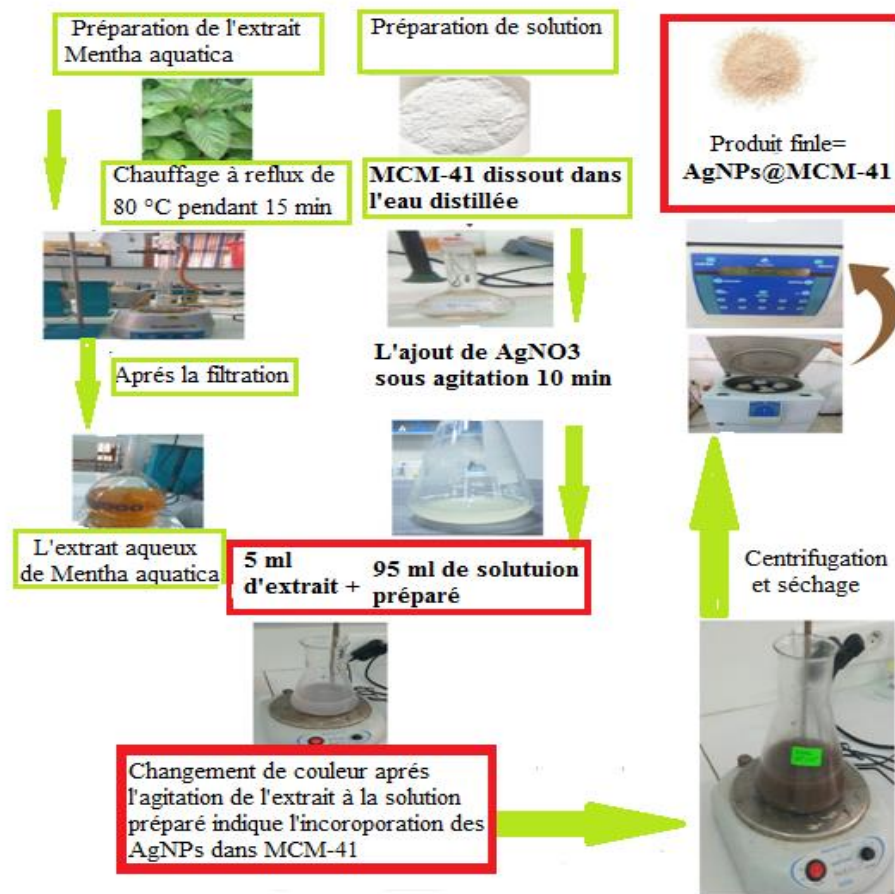 Préparation de l'extrait
Mentha aquatica
Chauffage à reflux de
80 °C pendant 15 min
Aprés la filtration
L'extrait aqueux
de Mentha aquatica
Préparation de solution
MCM-41 dissout dans
l'eau distillée
L'ajout de AgNO3
sous agitation 10 min
5 ml
d'extrait +
95 ml de solutuion
préparé
Changement de couleur aprés
l'agitation de l'extrait à la solution
préparé indique l'incoroporation des
AgNPs dans MCM-41
Centrifugation
et séchage
Produit finle=
AgNPs@MCM-41